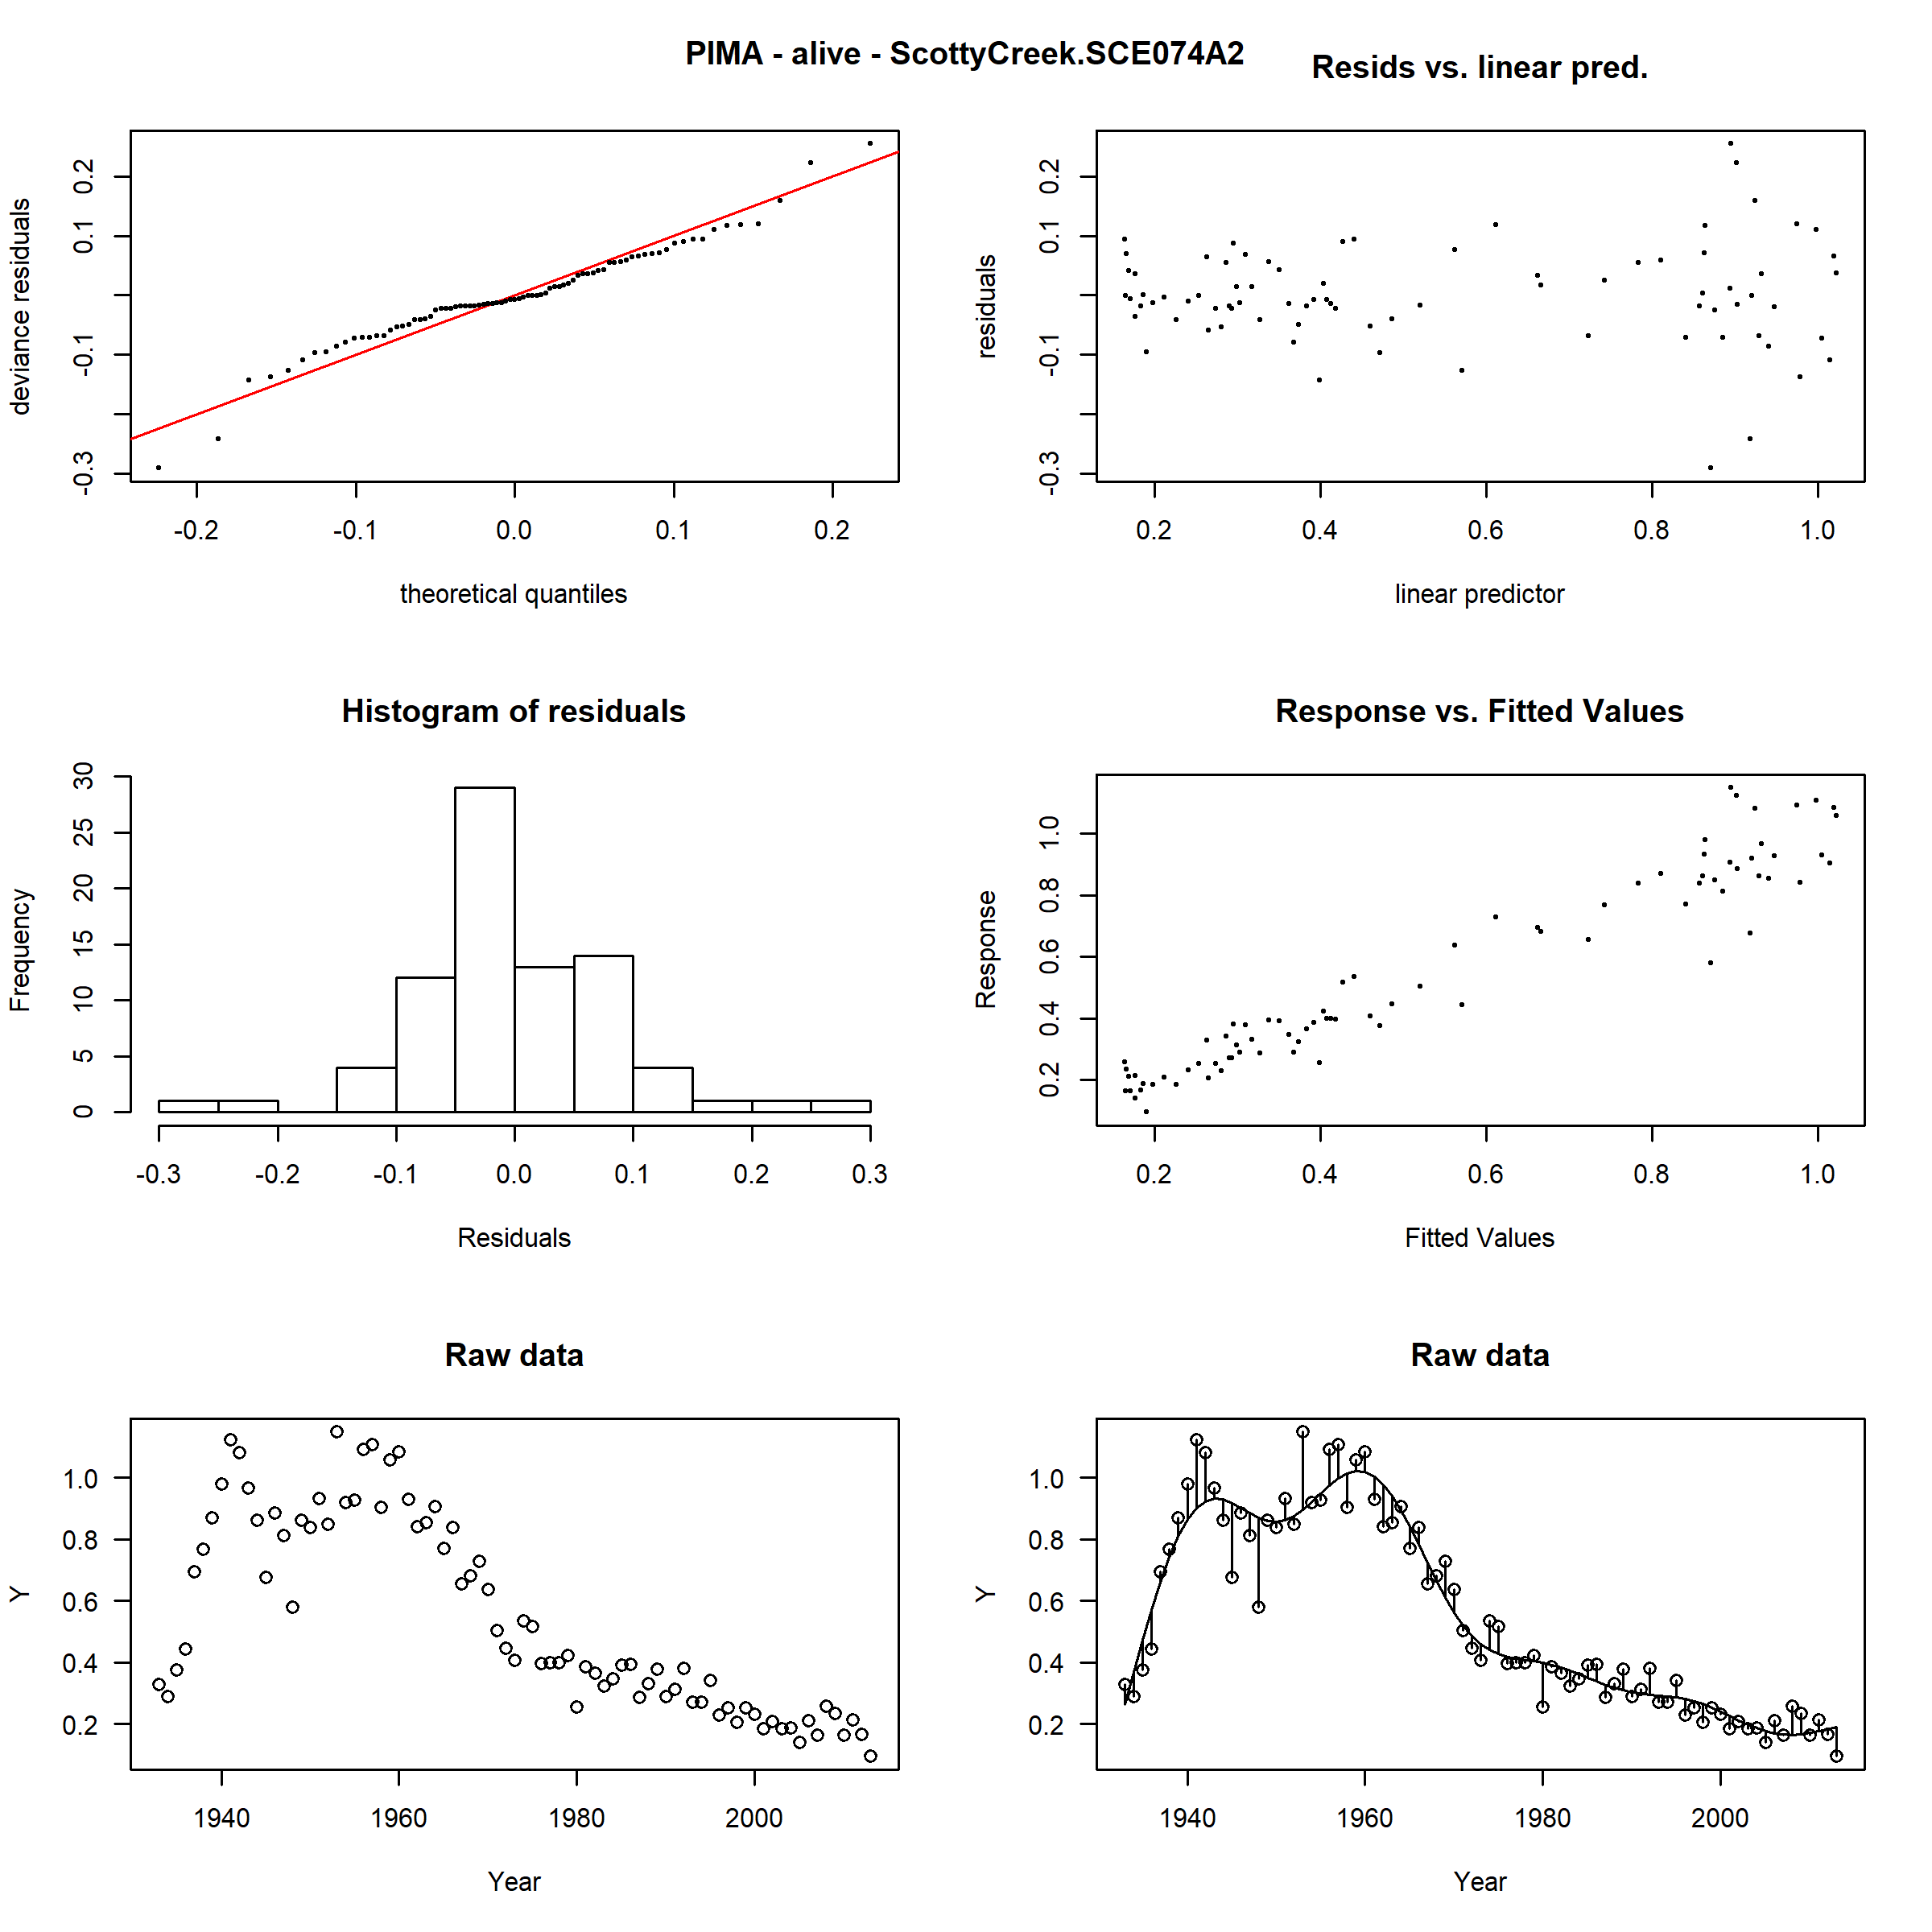 PIMA - alive - ScottyCreek.SCE074A2
Resids vs. linear pred.
deviance residuals
-0.3 -0.1 0.1 0.2
-0.2 -0.1 0.0 0.1 0.2
theoretical quantiles
residuals
-0.3 -0.1 0.1 0.2
0.2 0.4 0.6 0.8 1.0
linear predictor
Histogram of residuals
Frequency
0 5 10 15 20 25 30
-0.3 -0.2 -0.1 0.0 0.1 0.2 0.3
Residuals
Response vs. Fitted Values
Response
0.2 0.4 0.6 0.8 1.0
0.2 0.4 0.6 0.8 1.0
Fitted Values
Raw data
Y
1.0
0.8
0.6
0.4
0.2
1940 1960 1980 2000
Year
Raw data
Y
1.0
0.8
0.6
0.4
0.2
1940 1960 1980 2000
Year